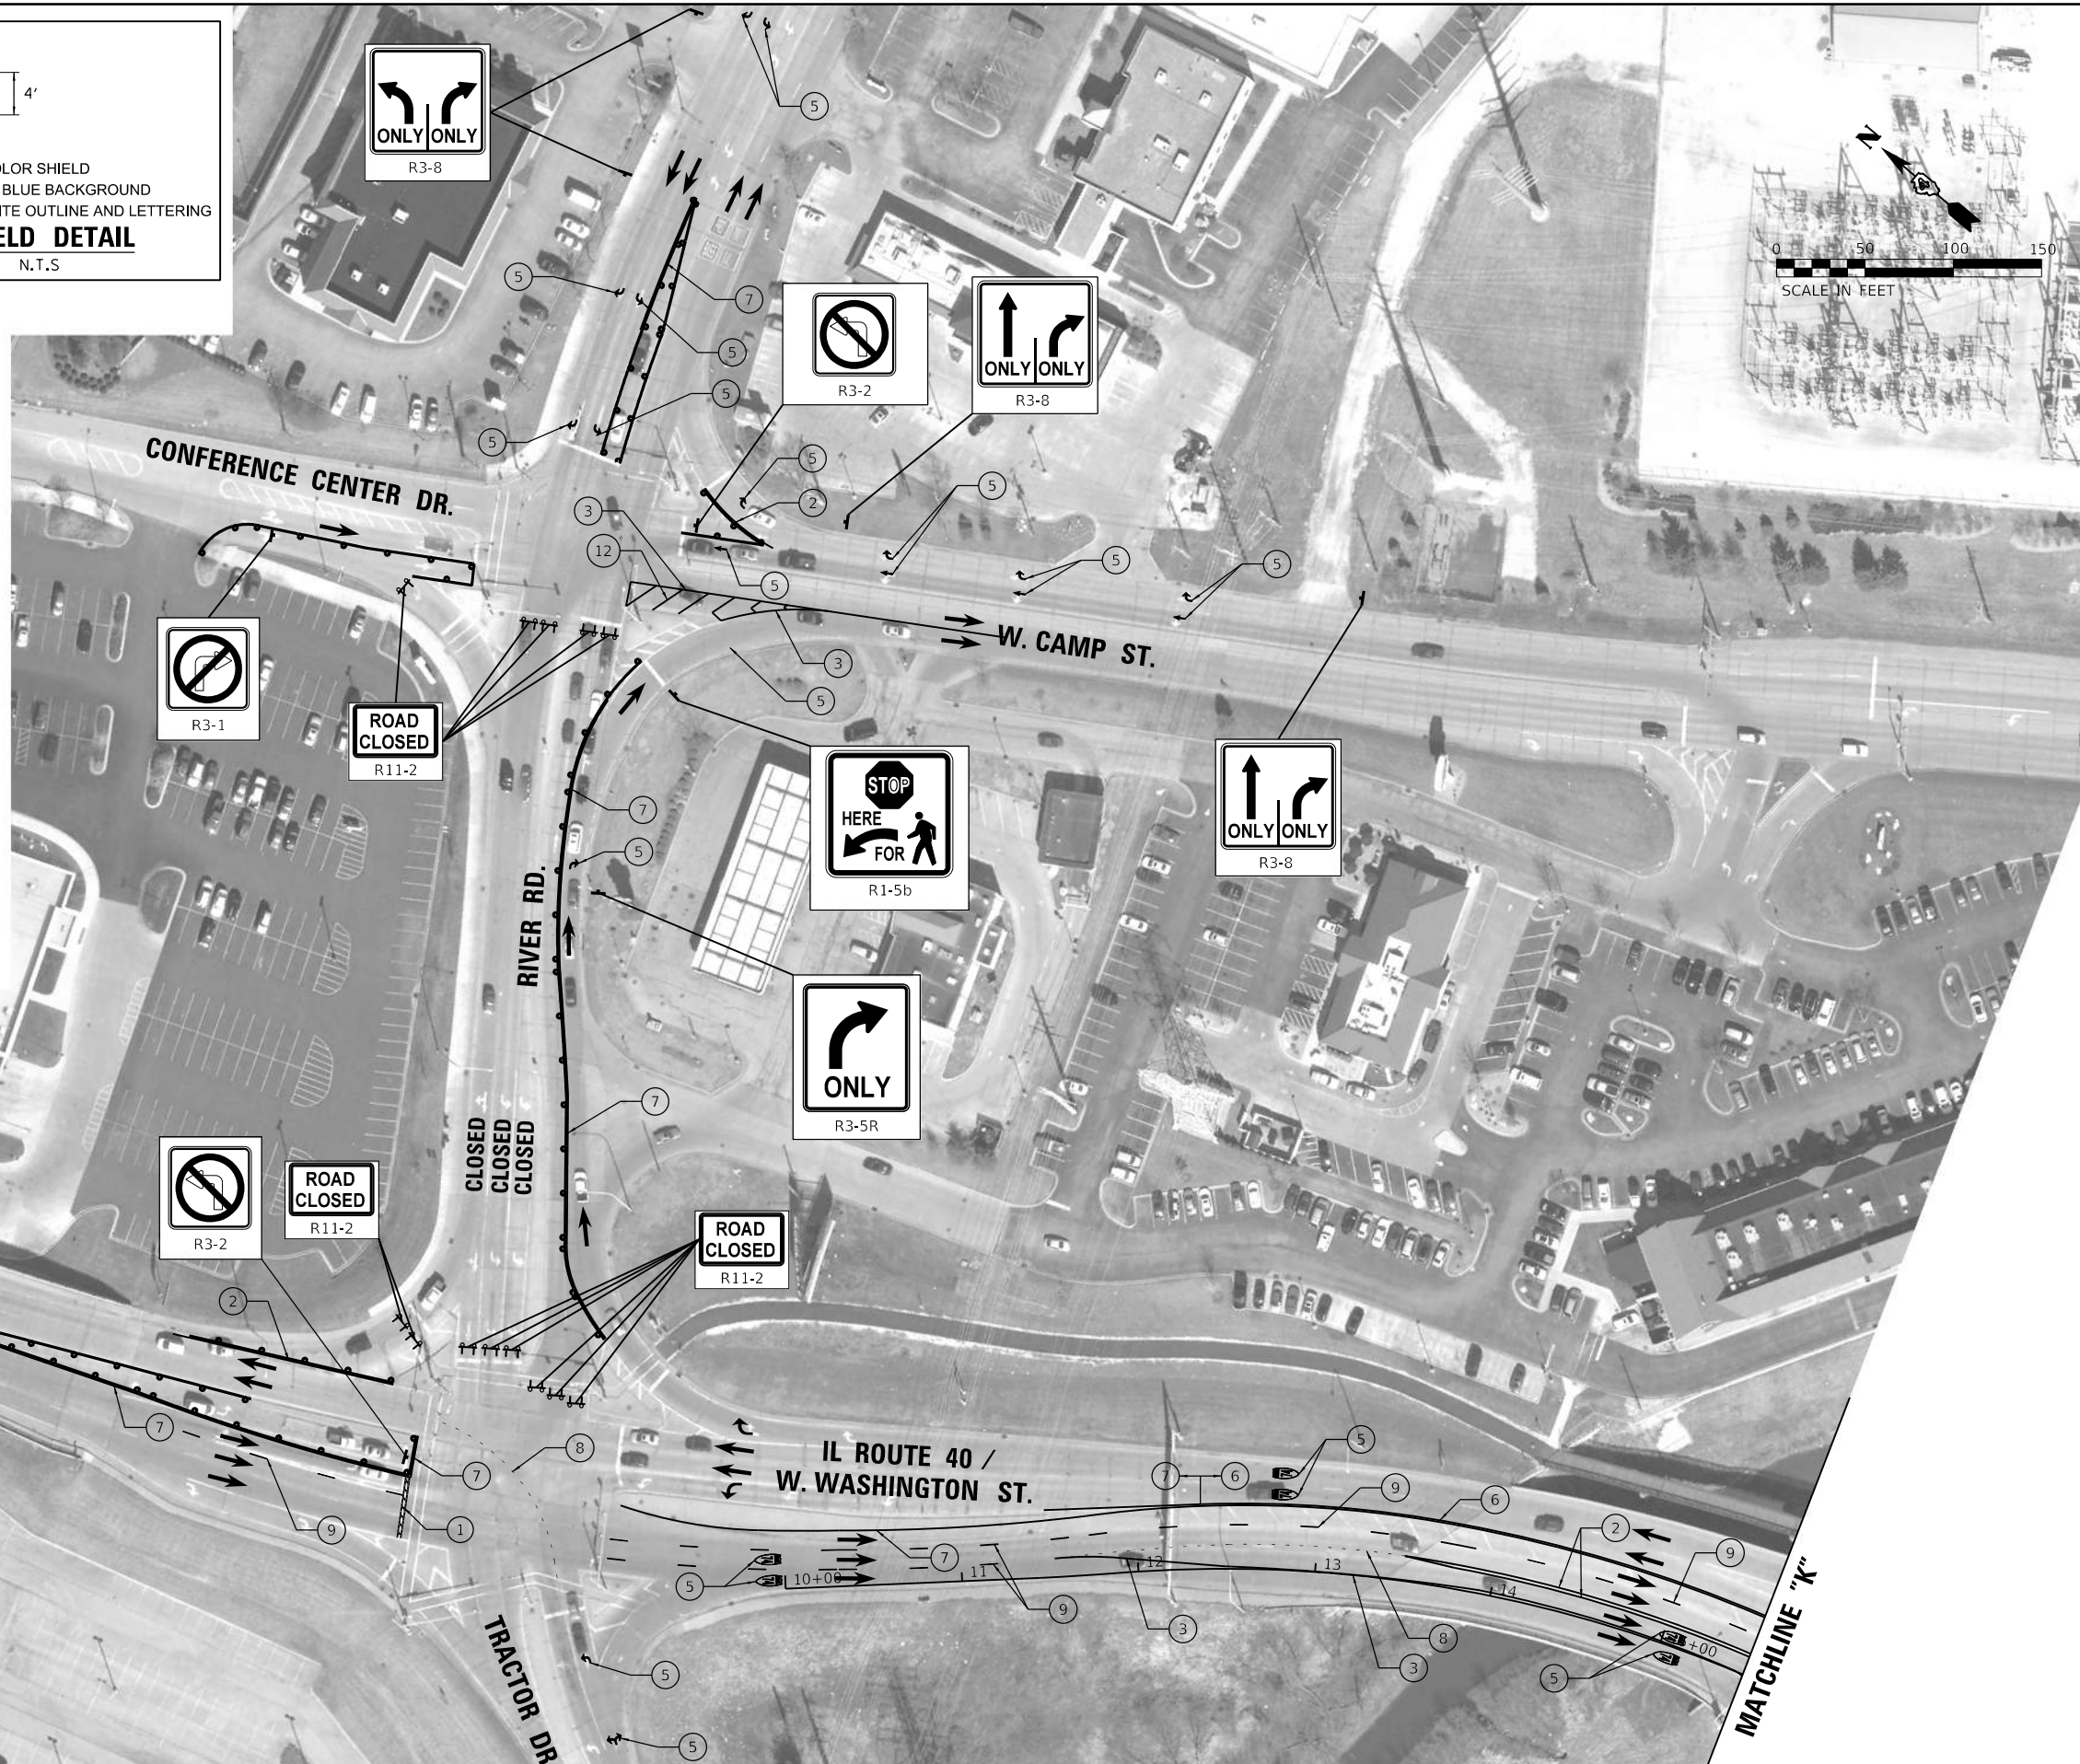 4'
OLOR SHIELD
BLUE BACKGROUND
ITE OUTLINE AND LETTERING
ELD DETAIL
N.T.S
ONLY ONLY
R3-8
5
N
0 50 100 150
SCALE IN FEET
5
7
5
5
5
R3-2
ONLY ONLY
R3-8
CONFERENCE CENTER DR.
5
2
5
3
12
5
5
5
3
5
W. CAMP ST.
R3-1
ROAD
CLOSED
R11-2
STOP
HERE
FOR
R1-5b
ONLY ONLY
R3-8
7
5
RIVER RD.
ONLY
R3-5R
7
CLOSED
CLOSED
CLOSED
R3-2
ROAD
CLOSED
R11-2
ROAD
CLOSED
R11-2
2
7
8
7
9
1
IL ROUTE 40 /
W. WASHINGTON ST.
5
7
6
9
6
2
9
7
5
10+00
11
12
13
14
+00
9
3
8
3
5
5
5
TRACTOR DR
MATCHLINE "K"